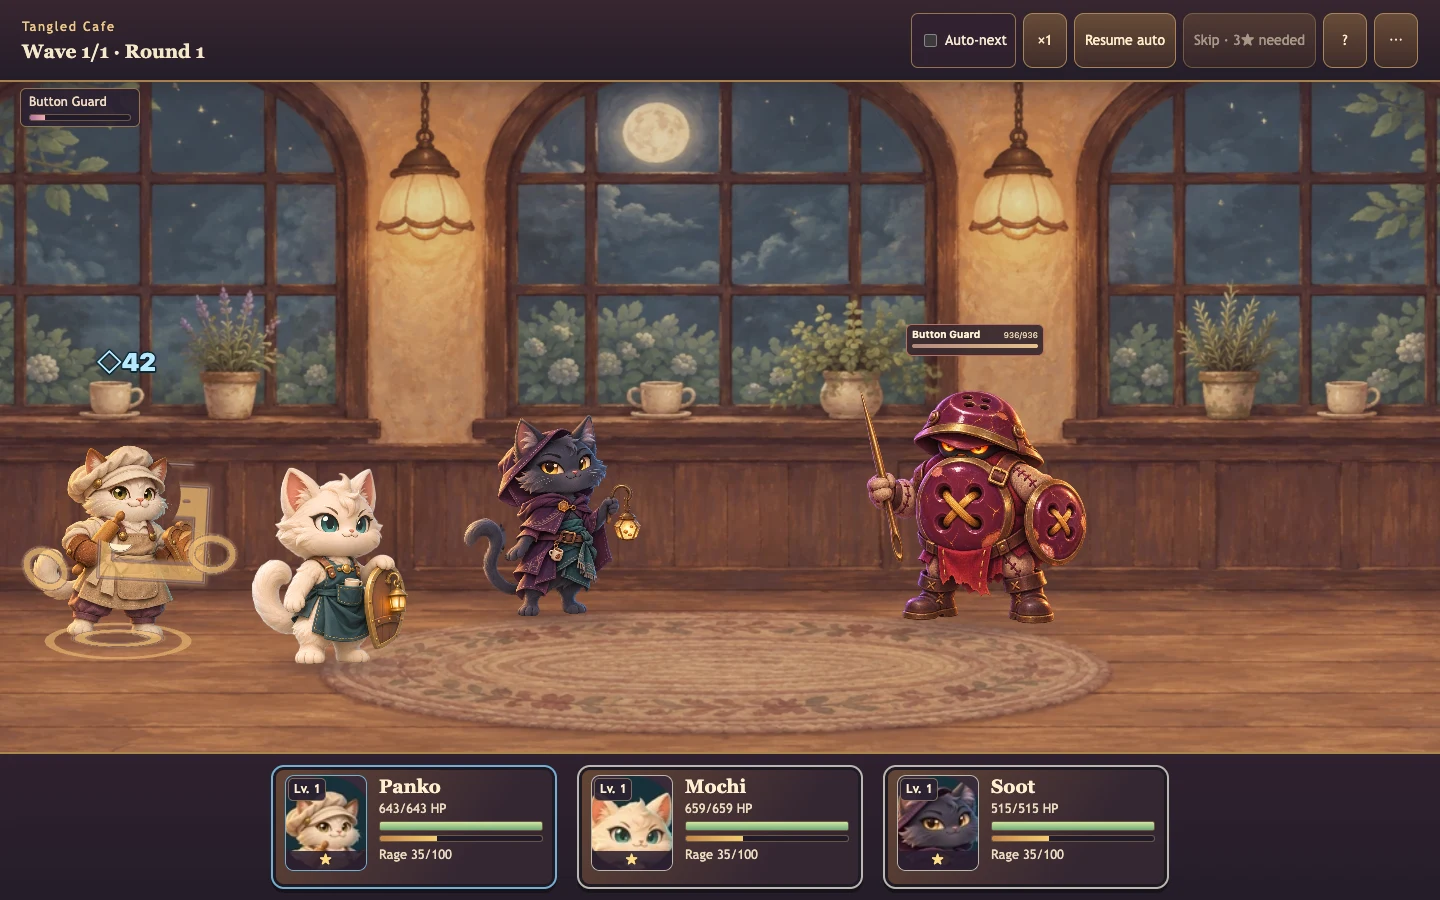 Tangled Cafe
Wave 1/1 · Round 1
Auto-next
×1
Resume auto
Skip · 3★ needed
?
...
Button Guard
◇42
Button Guard 936/936
Lv. 1
Panko
643/643 HP
Rage 35/100
Lv. 1
Mochi
659/659 HP
Rage 35/100
Lv. 1
Soot
515/515 HP
Rage 35/100